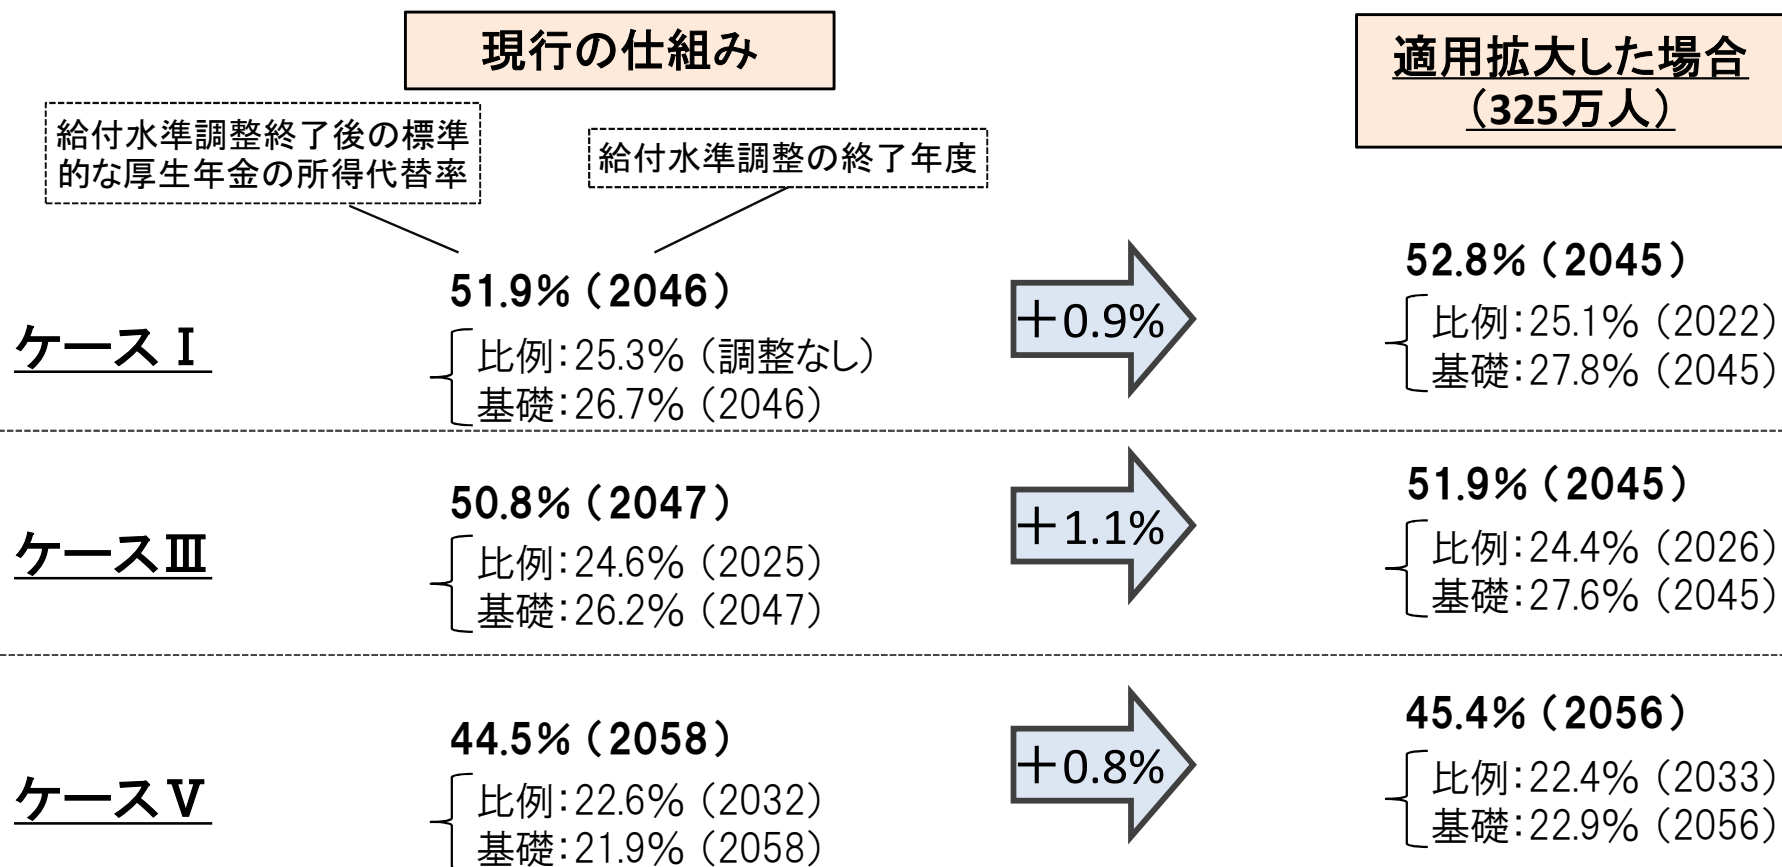 現行の仕組み
適用拡大した場合
（325万人）
給付水準調整終了後の標準
的な厚生年金の所得代替率
給付水準調整の終了年度
ケースⅠ
51.9%（2046）
比例：25.3%（調整なし）
基礎：26.7%（2046）
＋0.9%
52.8%（2045）
比例：25.1%（2022）
基礎：27.8%（2045）
ケースⅢ
50.8%（2047）
比例：24.6%（2025）
基礎：26.2%（2047）
＋1.1%
51.9%（2045）
比例：24.4%（2026）
基礎：27.6%（2045）
ケースⅤ
44.5%（2058）
比例：22.6%（2032）
基礎：21.9%（2058）
＋0.8%
45.4%（2056）
比例：22.4%（2033）
基礎：22.9%（2056）